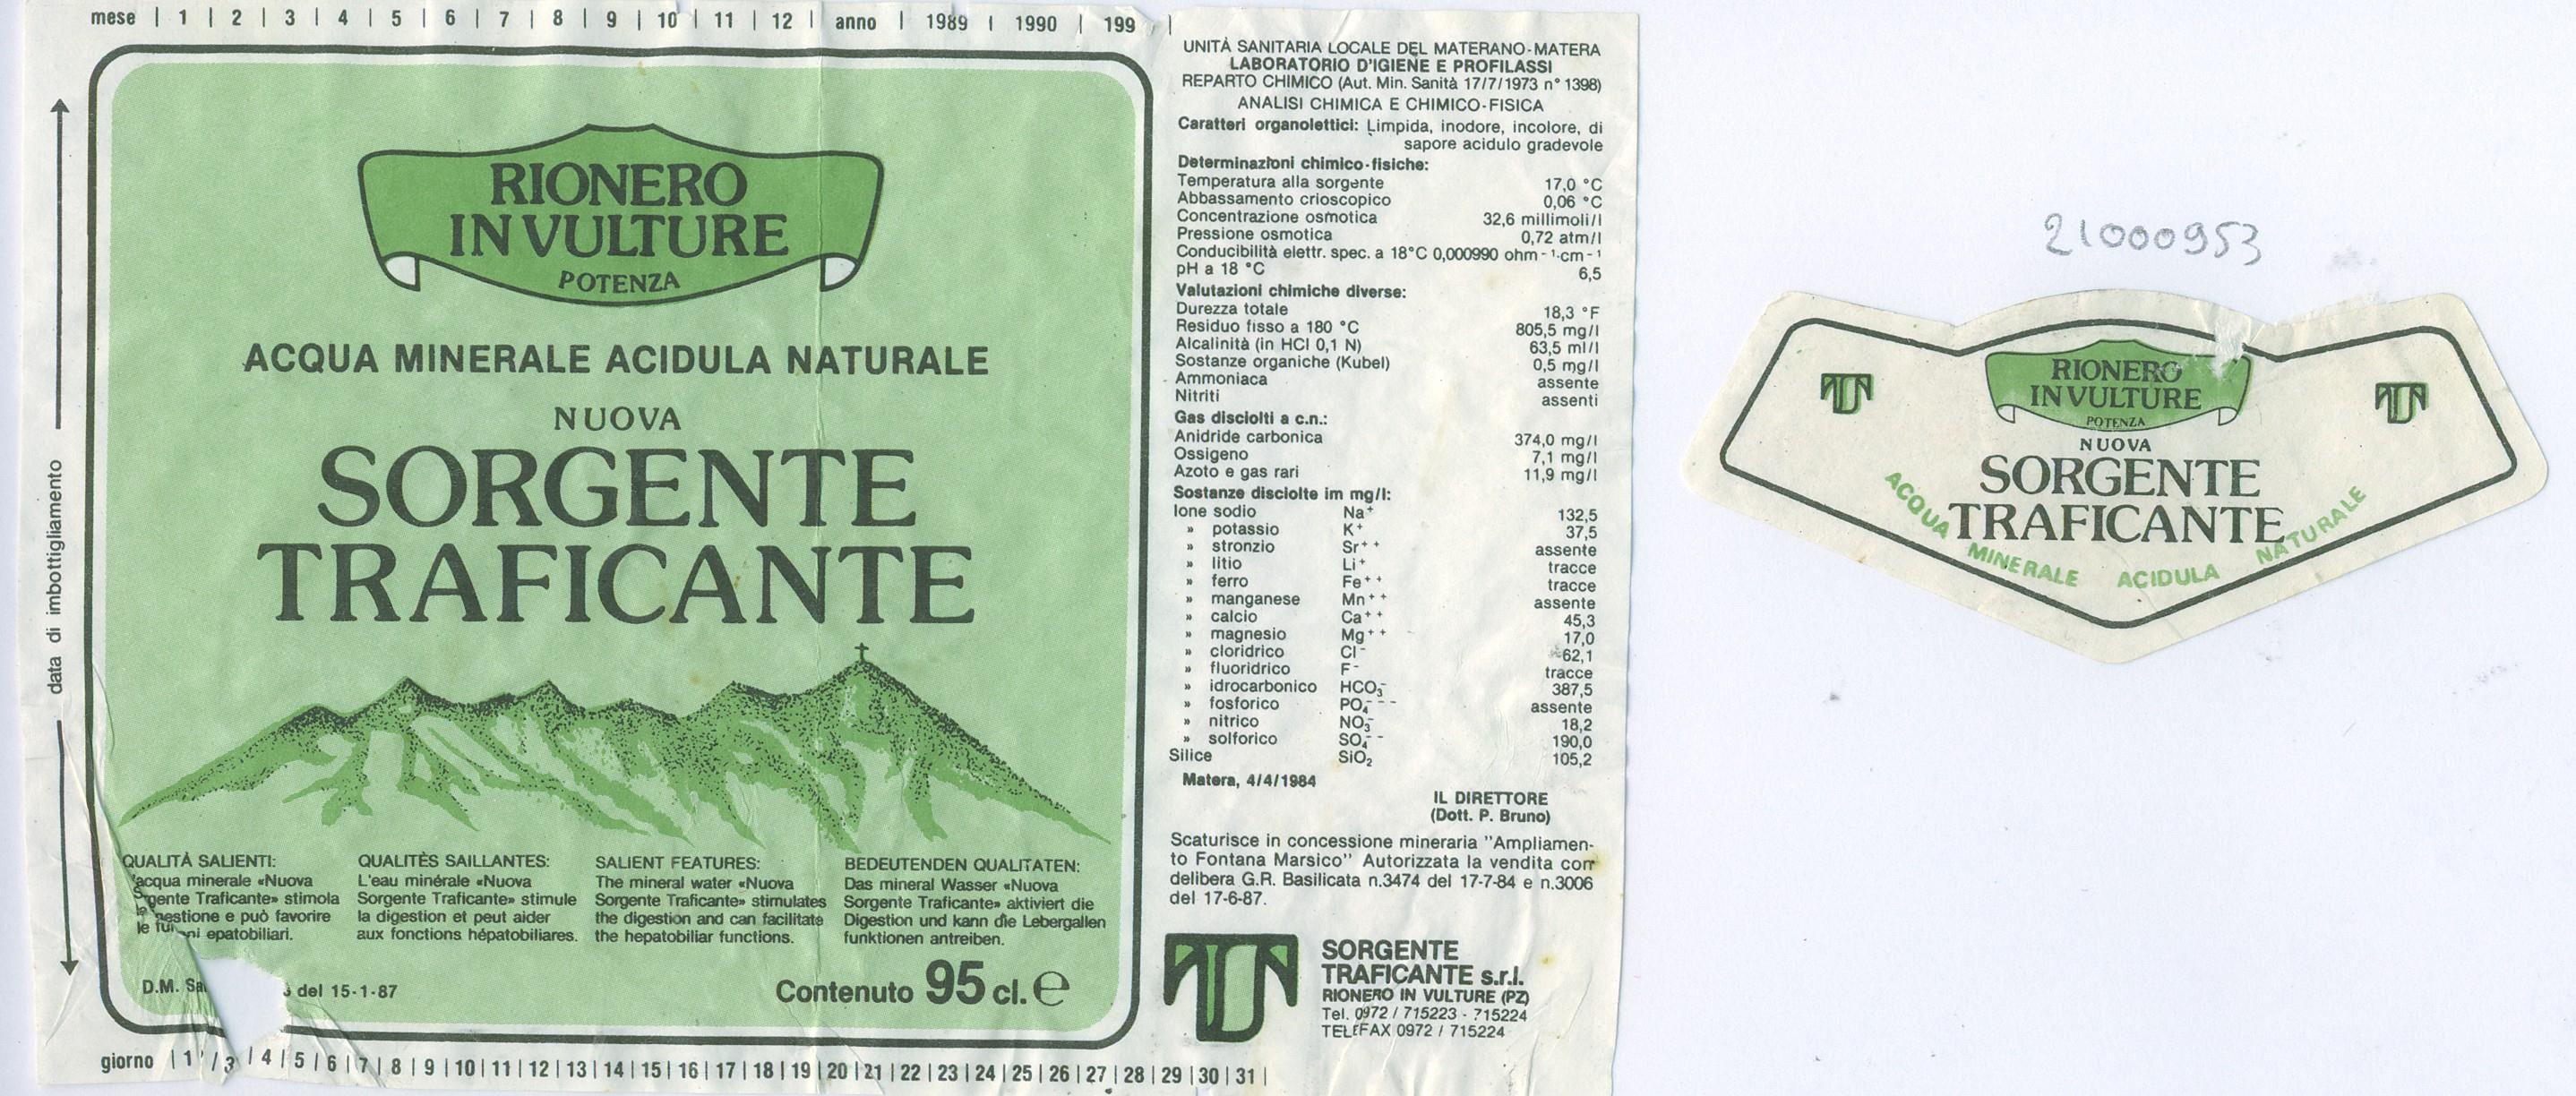 mese | 1 | 2 | 3 | 4 | 5 | 6 | 7 | 8 | 9 | 10 | 11 | 12 | anno | 1989 | 1990 | 199 |
data di imbottigliamento
RIONERO
IN VULTURE
POTENZA
ACQUA MINERALE ACIDULA NATURALE
NUOVA
SORGENTE
TRAFICANTE
QUALITÀ SALIENTI:
acqua minerale «Nuova
gente Traficante» stimola
gestione e può favorire
le epatobiliari.
QUALITÈS SAILLANTES:
L'eau minérale «Nuova
Sorgente Traficante» stimule
la digestion et peut aider
aux fonctions hépatobiliares.
SALIENT FEATURES:
The mineral water «Nuova
Sorgente Traficante» stimulates
the digestion and can facilitate
the hepatobiliar functions.
BEDEUTENDEN QUALITATEN:
Das mineral Wasser «Nuova
Sorgente Traficante» aktiviert die
Digestion und kann die Lebergallen
funktionen antreiben.
D.M. del 15-1-87
Contenuto 95 cl. e
giorno | 1 / 3 | 4 | 5 | 6 | 7 | 8 | 9 | 10 | 11 | 12 | 13 | 14 | 15 | 16 | 17 | 18 | 19 | 20 | 21 | 22 | 23 | 24 | 25 | 26 | 27 | 28 | 29 | 30 | 31 |
UNITÀ SANITARIA LOCALE DEL MATERANO-MATERA
LABORATORIO D'IGIENE E PROFILASSI
REPARTO CHIMICO (Aut. Min. Sanità 17/7/1973 n° 1398)
ANALISI CHIMICA E CHIMICO-FISICA
Caratteri organolettici: Limpida, inodore, incolore, di
sapore acidulo gradevole
Determinazioni chimico-fisiche:
Temperatura alla sorgente 17,0 °C
Abbassamento crioscopico 0,06 °C
Concentrazione osmotica 32,6 millimoli/l
Pressione osmotica 0,72 atm/l
Conducibilità elettr. spec. a 18°C 0,000990 ohm⁻¹·cm⁻¹
pH a 18 °C 6,5
Valutazioni chimiche diverse:
Durezza totale 18,3 °F
Residuo fisso a 180 °C 805,5 mg/l
Alcalinità (in HCl 0,1 N) 63,5 ml/l
Sostanze organiche (Kubel) 0,5 mg/l
Ammoniaca assente
Nitriti assenti
Gas disciolti a c.n.:
Anidride carbonica 374,0 mg/l
Ossigeno 7,1 mg/l
Azoto e gas rari 11,9 mg/l
Sostanze disciolte im mg/l:
Ione sodio Na⁺ 132,5
» potassio K⁺ 37,5
» stronzio Sr⁺⁺ assente
» litio Li⁺ tracce
» ferro Fe⁺⁺ tracce
» manganese Mn⁺⁺ assente
» calcio Ca⁺⁺ 45,3
» magnesio Mg⁺⁺ 17,0
» cloridrico Cl⁻ 62,1
» fluoridrico F⁻ tracce
» idrocarbonico HCO₃⁻ 387,5
» fosforico PO₄⁻⁻⁻ assente
» nitrico NO₃⁻ 18,2
» solforico SO₄⁻⁻ 190,0
Silice SiO₂ 105,2
Matera, 4/4/1984
IL DIRETTORE
(Dott. P. Bruno)
Scaturisce in concessione mineraria "Ampliamen-
to Fontana Marsico" Autorizzata la vendita con
delibera G.R. Basilicata n.3474 del 17-7-84 e n.3006
del 17-6-87.
SORGENTE
TRAFICANTE s.r.l.
RIONERO IN VULTURE (PZ)
Tel. 0972 / 715223 - 715224
TELEFAX 0972 / 715224
21000953
RIONERO
IN VULTURE
POTENZA
NUOVA
SORGENTE
TRAFICANTE
ACQUA MINERALE ACIDULA NATURALE